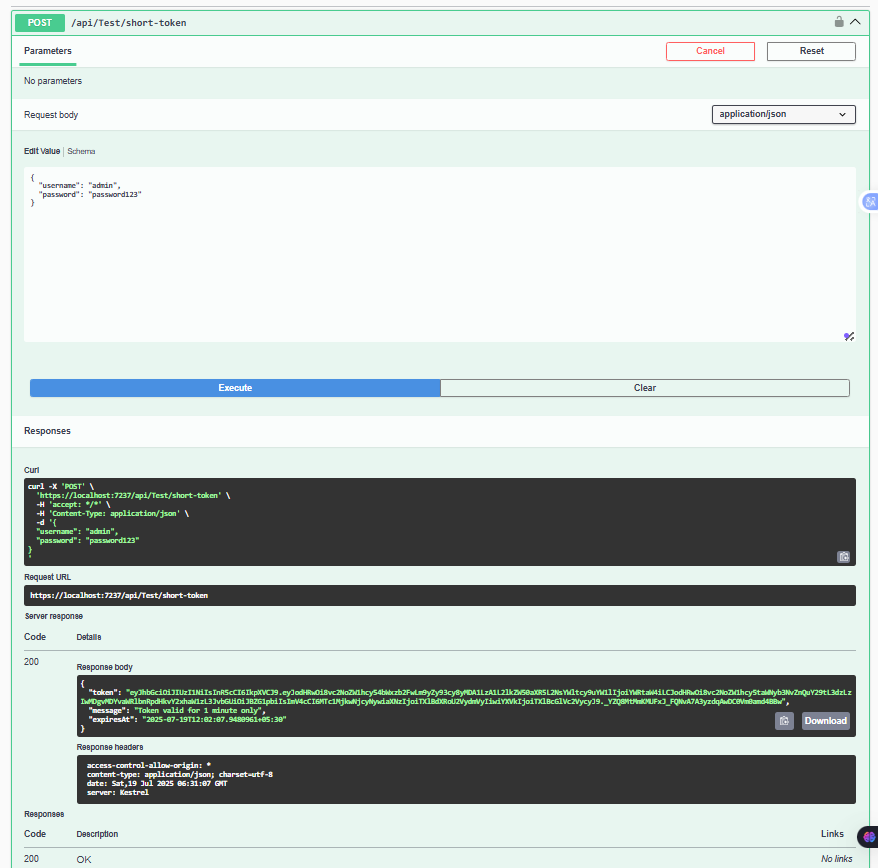 POST /api/Test/short-token
Parameters
Cancel
Reset
No parameters
Request body
application/json
Edit Value | Schema
{
"username": "admin",
"password": "password123"
}
Execute
Clear
Responses
Curl
curl -X 'POST' \
'https://localhost:7237/api/Test/short-token' \
-H 'accept: */*' \
-H 'Content-Type: application/json' \
-d '{
"username": "admin",
"password": "password123"
}
'
Request URL
https://localhost:7237/api/Test/short-token
Server response
Code Details
200
Response body
{
"token":
"message": "Token valid for 1 minute only",
"expiresAt": "2025-07-19T12:02:07.9480961+05:30"
}
Download
Response headers
access-control-allow-origin: *
content-type: application/json; charset=utf-8
date: Sat,19 Jul 2025 06:31:07 GMT
server: Kestrel
Responses
Code Description Links
200 OK No links